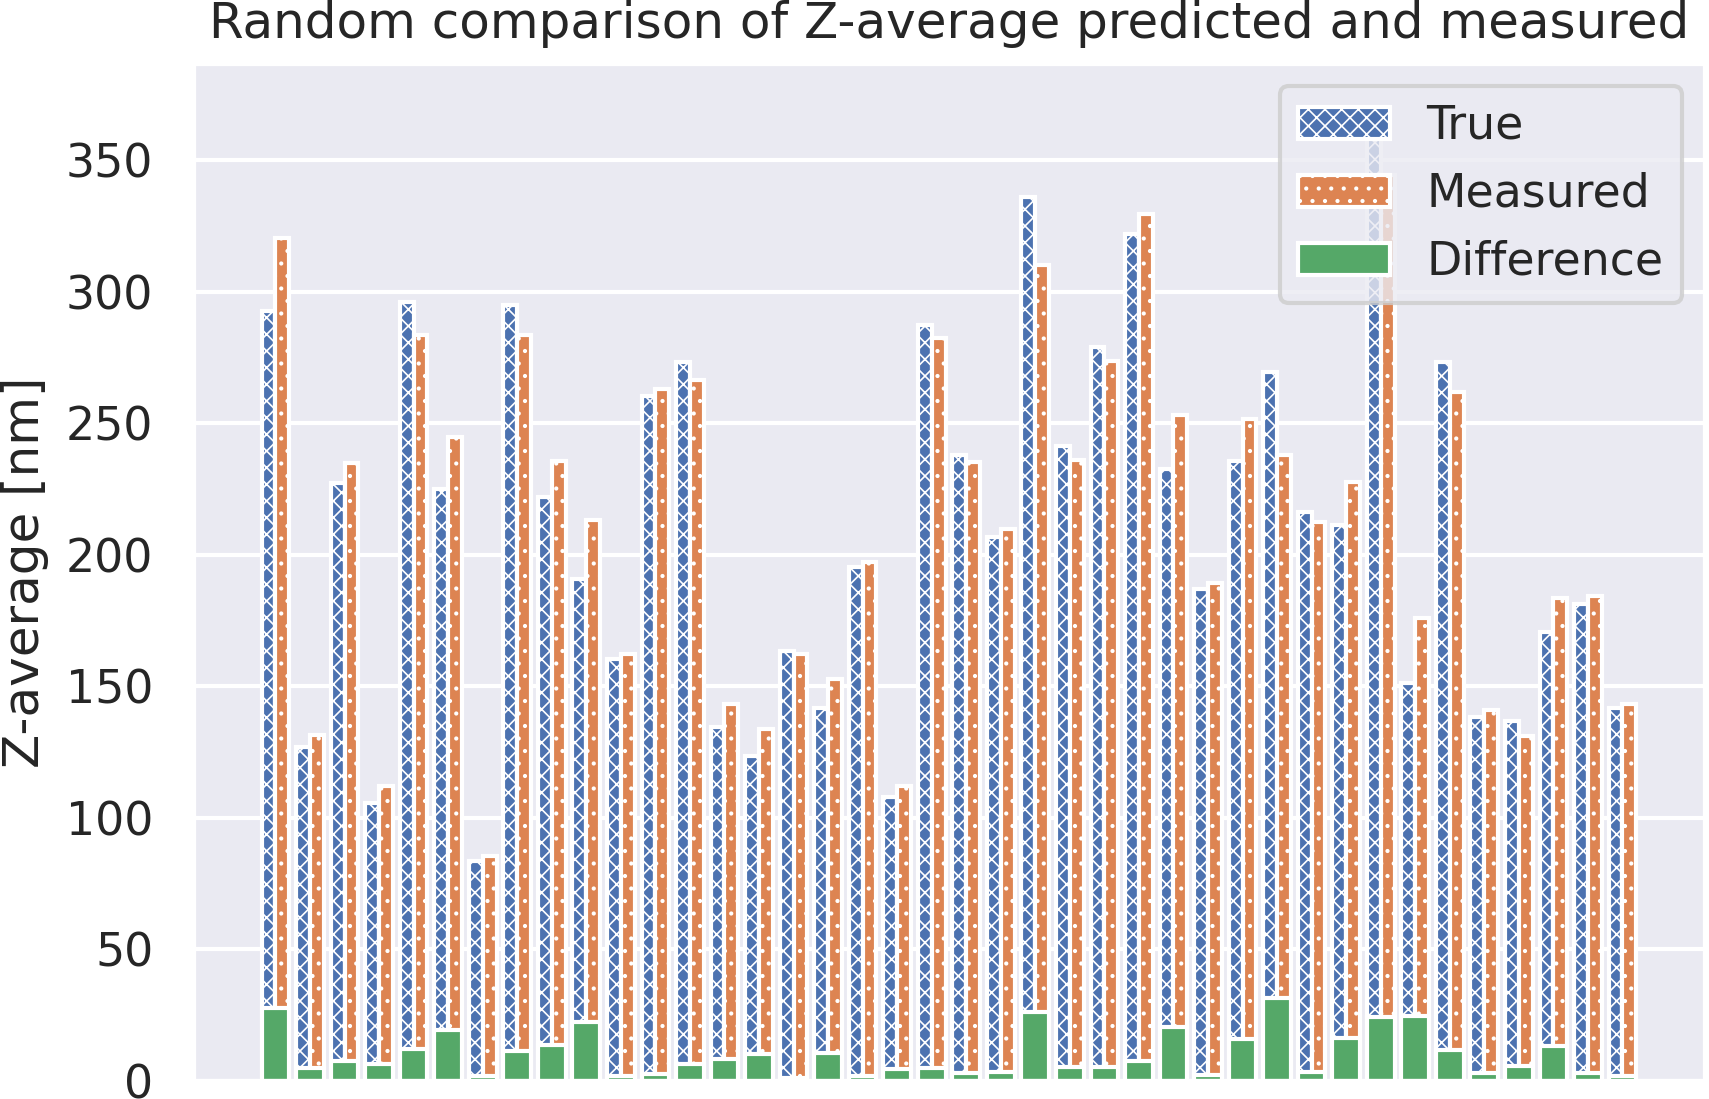 Random comparison of Z-average predicted and measured
True
Measured
Difference
Z-average [nm]
350
300
250
200
150
100
50
0